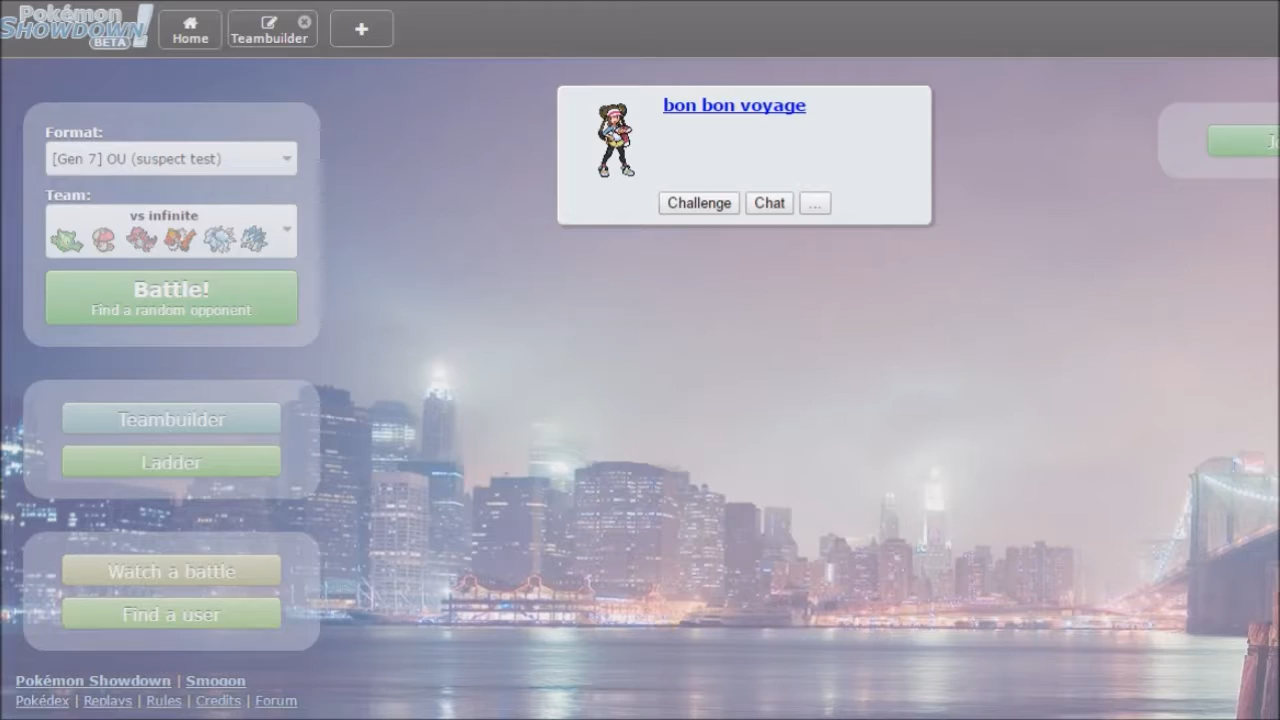 Pokémon
SHOWDOWN!
BETA
Home
Teambuilder
Format:
[Gen 7] OU (suspect test)
Team:
vs infinite
Battle!
Find a random opponent
Teambuilder
Ladder
Watch a battle
Find a user
Pokémon Showdown | Smogon
Pokédex | Replays | Rules | Credits | Forum
bon bon voyage
Challenge Chat ...